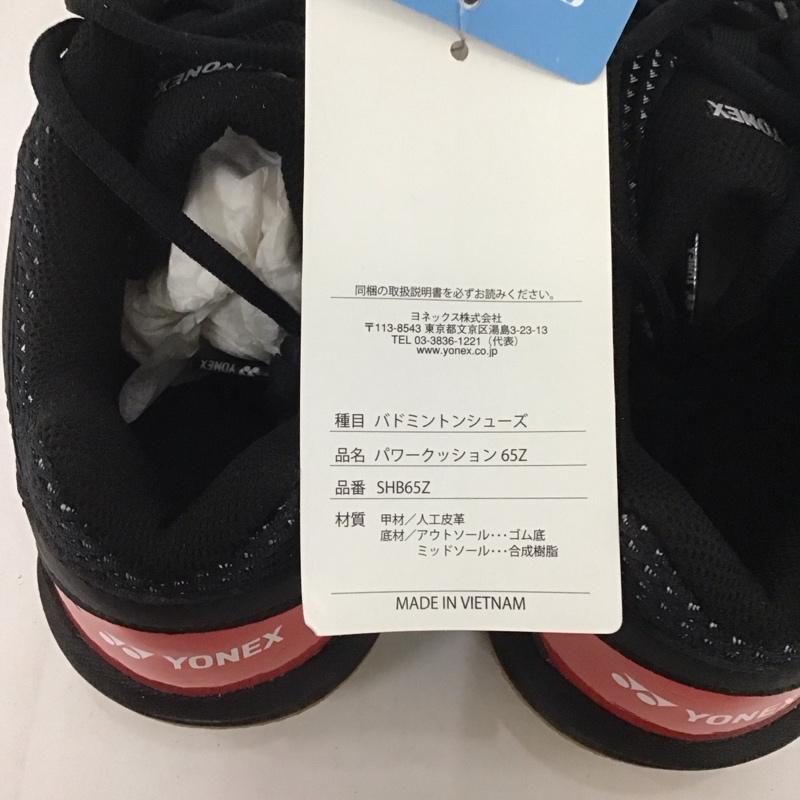 YONEX
YONEX
同梱の取扱説明書を必ずお読みください。
ヨネックス株式会社
〒113-8543 東京都文京区湯島3-23-13
TEL 03-3836-1221（代表）
www.yonex.co.jp
YONEX
種目 バドミントンシューズ
品名 パワークッション 65Z
品番 SHB65Z
材質 甲材／人工皮革
底材／アウトソール･･･ゴム底
ミッドソール･･･合成樹脂
MADE IN VIETNAM
YONEX
YONEX